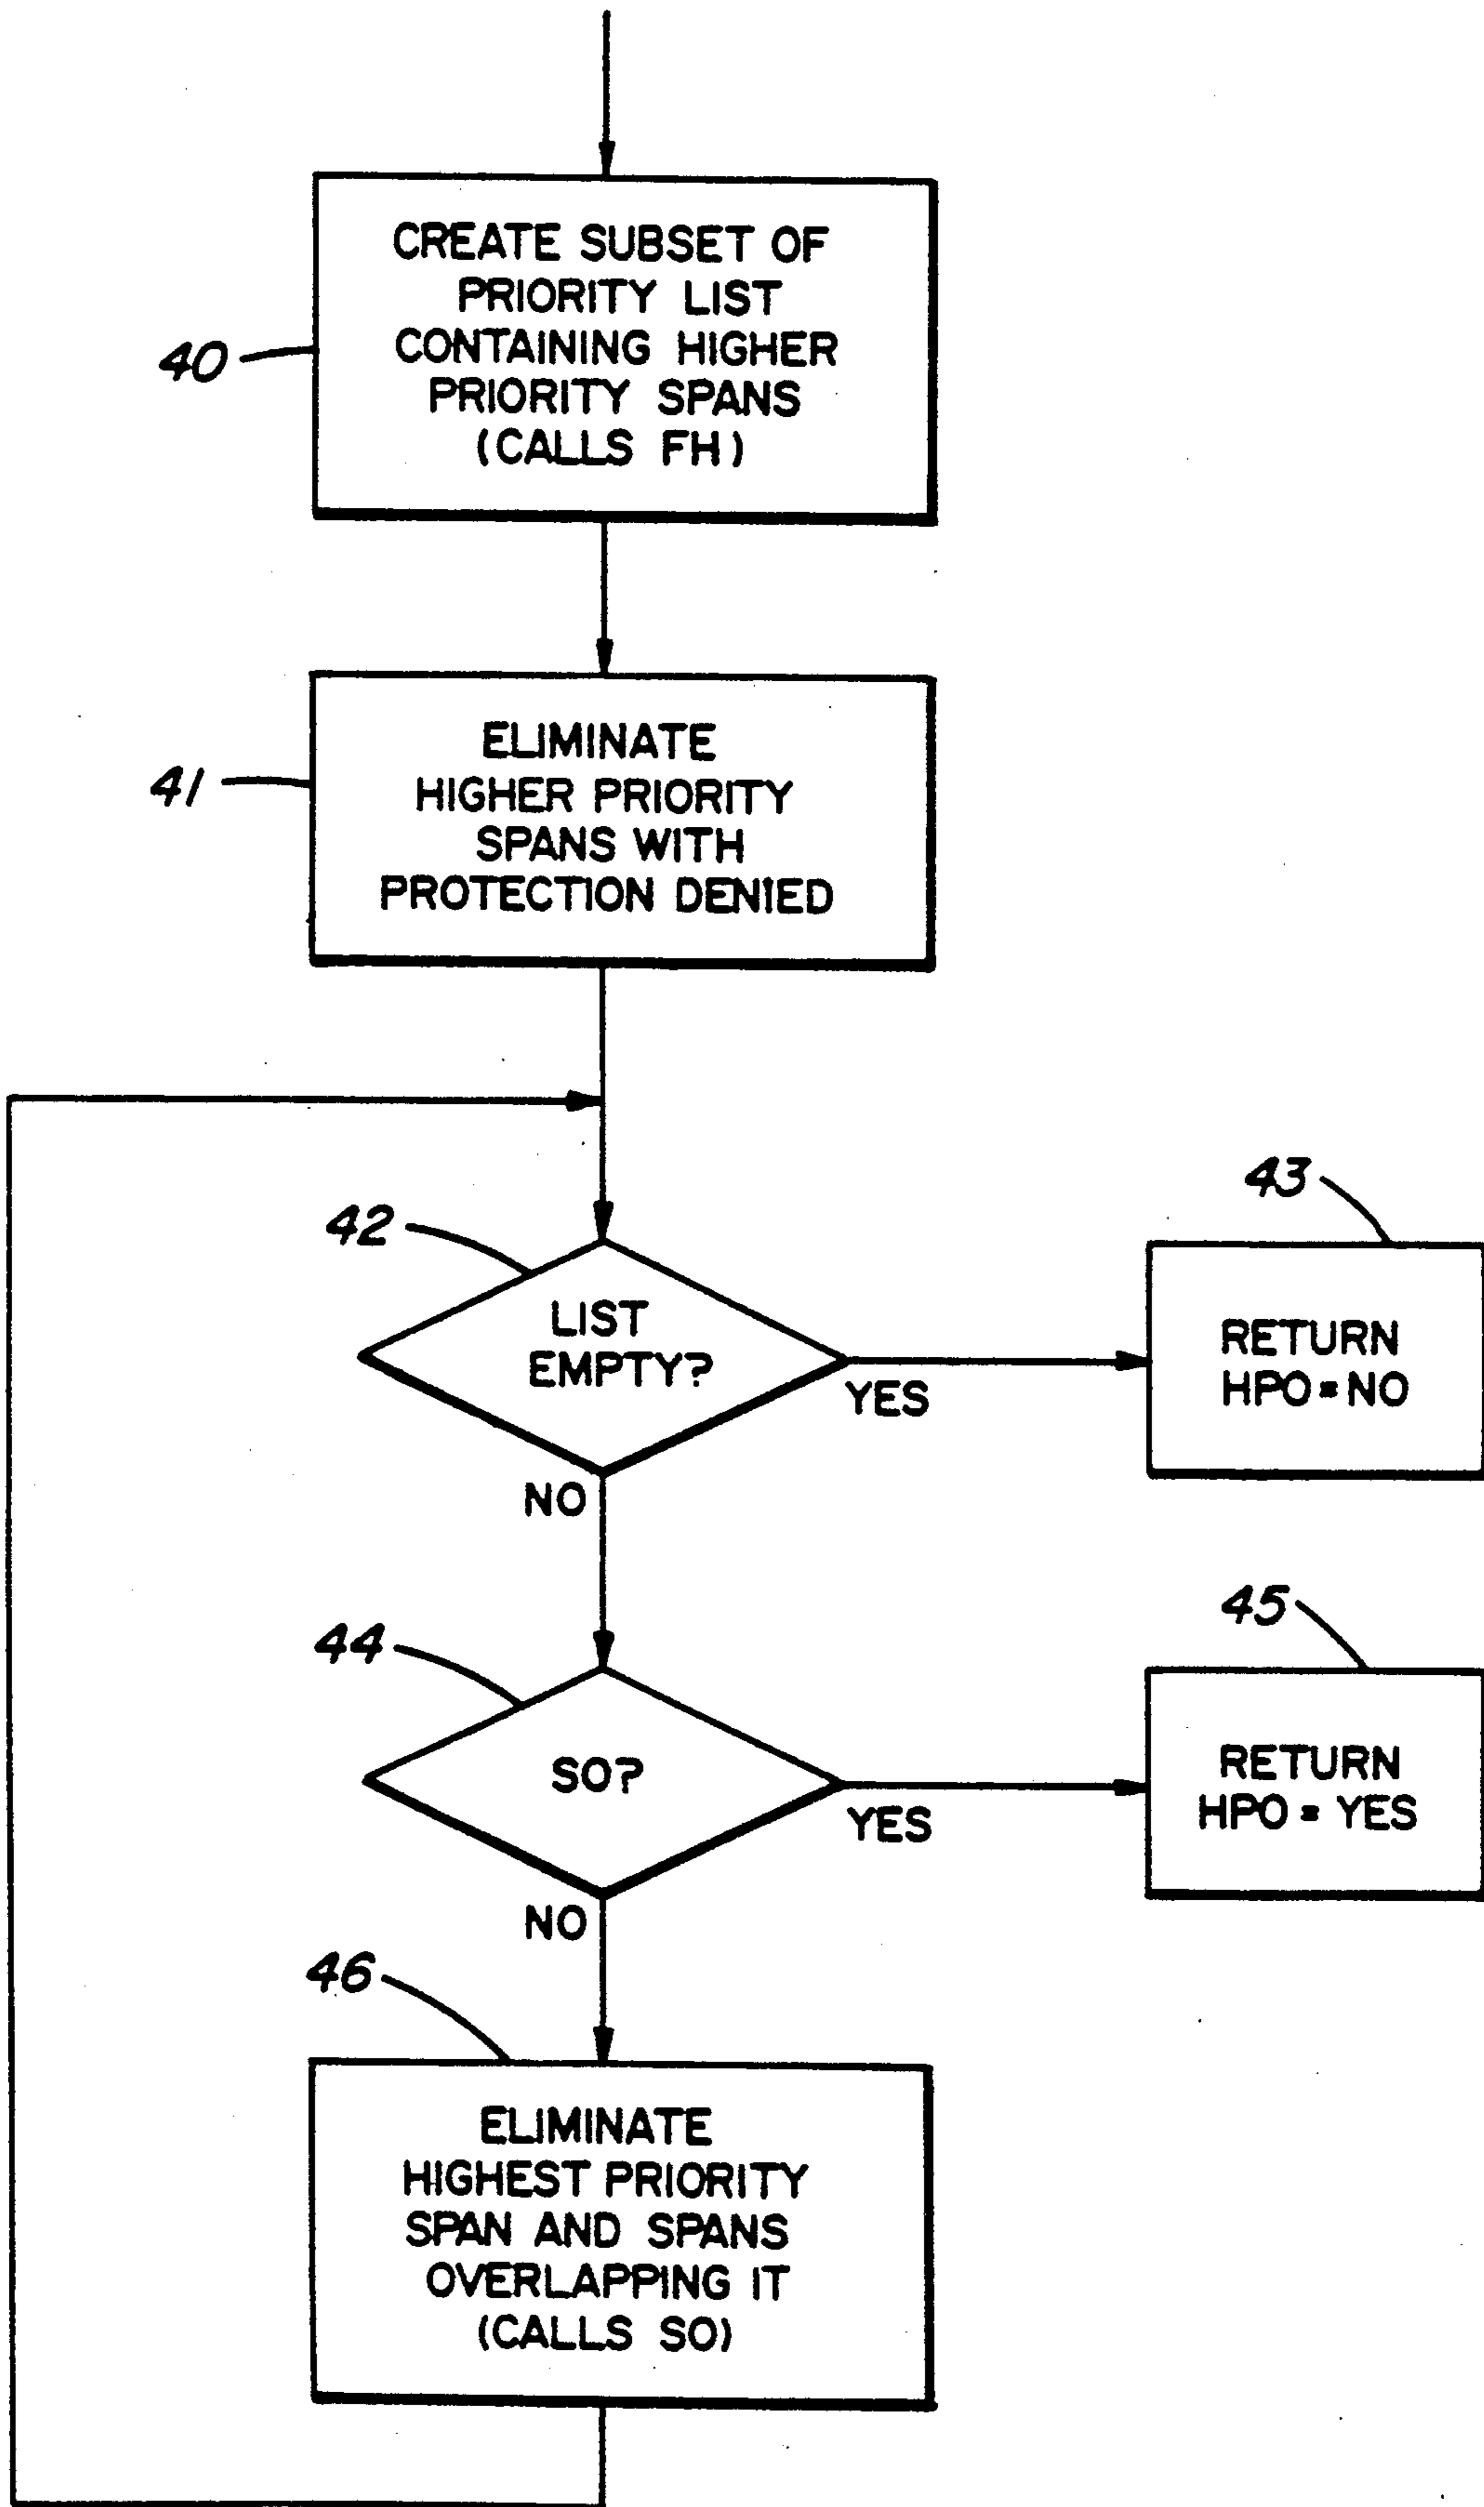 CREATE SUBSET OF
PRIORITY LIST
CONTAINING HIGHER
PRIORITY SPANS
(CALLS FH)
40
ELIMINATE
HIGHER PRIORITY
SPANS WITH
PROTECTION DENIED
41
42
LIST
EMPTY?
YES
NO
43
RETURN
HPO = NO
44
SO?
YES
NO
45
RETURN
HPO = YES
46
ELIMINATE
HIGHEST PRIORITY
SPAN AND SPANS
OVERLAPPING IT
(CALLS SO)